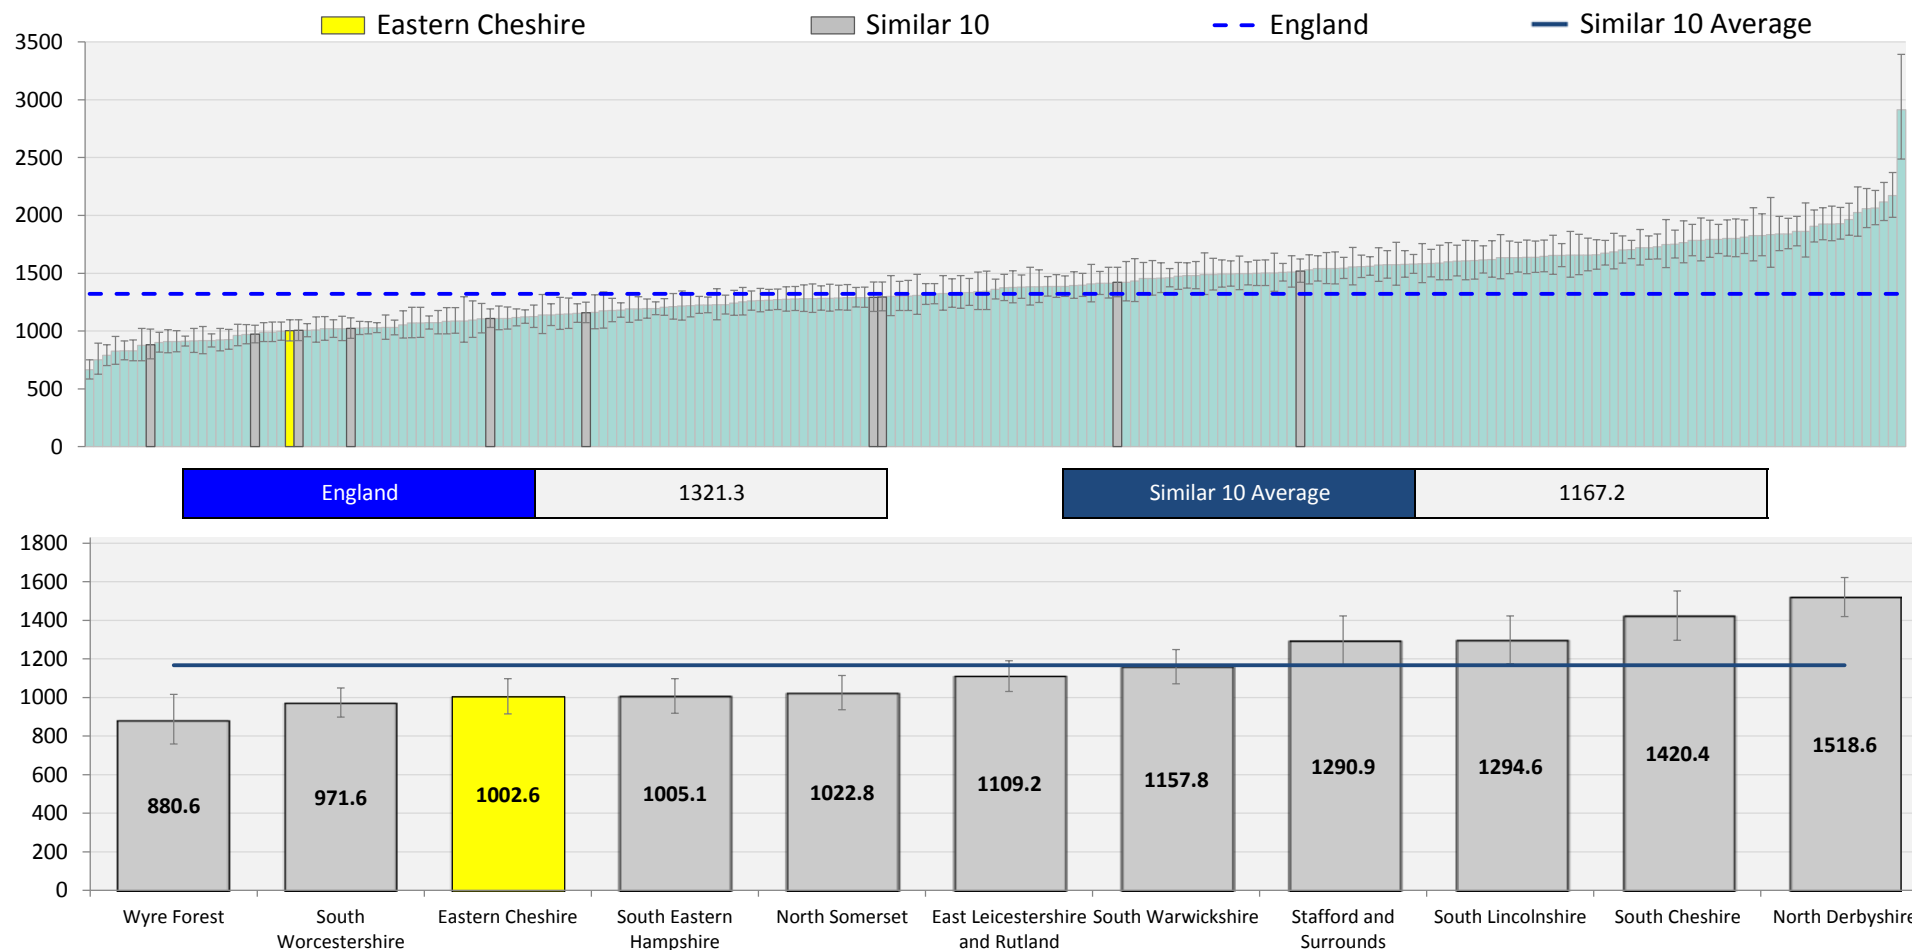 Eastern Cheshire
Similar 10
England
Similar 10 Average
3500
3000
2500
2000
1500
1000
500
0
England
1321.3
Similar 10 Average
1167.2
1800
1600
1400
1200
1000
800
600
400
200
0
880.6
971.6
1002.6
1005.1
1022.8
1109.2
1157.8
1290.9
1294.6
1420.4
1518.6
Wyre Forest
South
Worcestershire
Eastern Cheshire
South Eastern
Hampshire
North Somerset
East Leicestershire
and Rutland
South Warwickshire
Stafford and
Surrounds
South Lincolnshire
South Cheshire
North Derbyshire